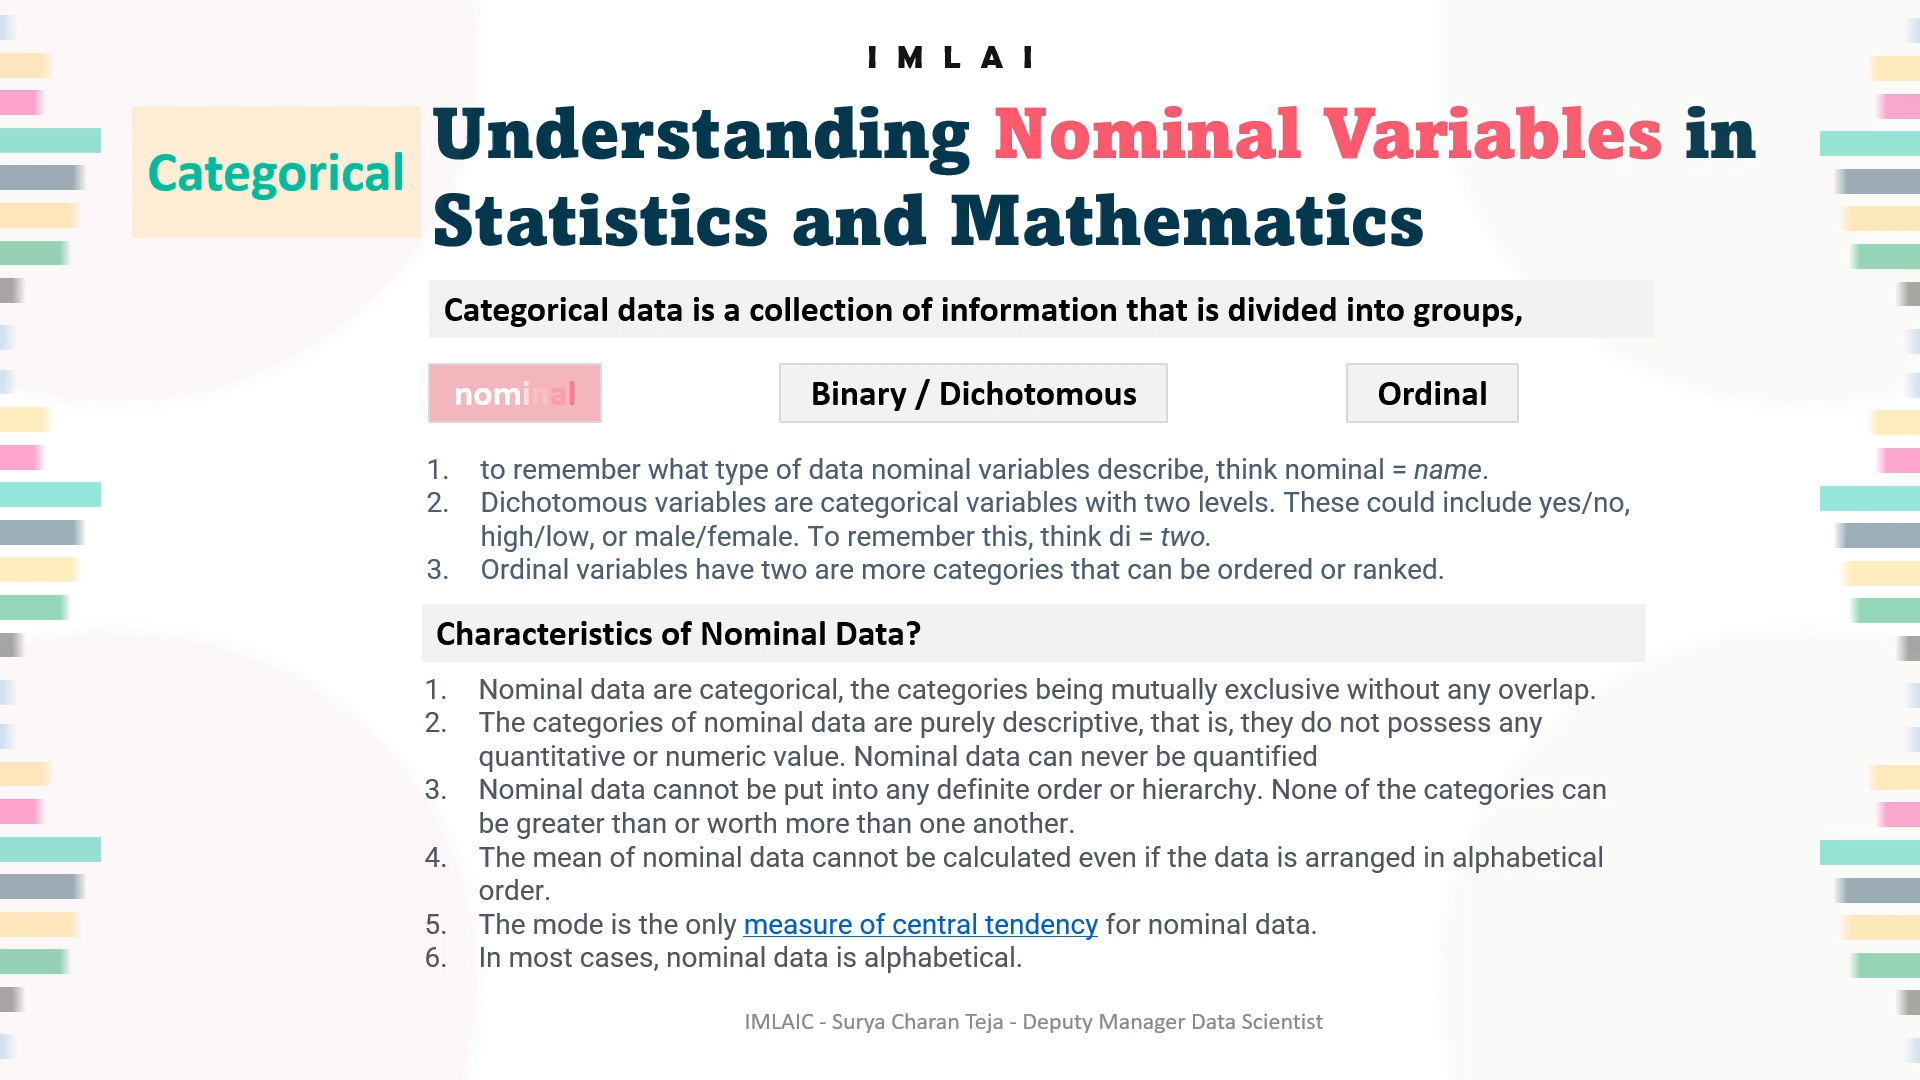 IMLAI
Categorical
Understanding Nominal Variables in
Statistics and Mathematics
Categorical data is a collection of information that is divided into groups,
nominal
Binary / Dichotomous
Ordinal
1. to remember what type of data nominal variables describe, think nominal = name.
2. Dichotomous variables are categorical variables with two levels. These could include yes/no,
high/low, or male/female. To remember this, think di = two.
3. Ordinal variables have two are more categories that can be ordered or ranked.
Characteristics of Nominal Data?
1. Nominal data are categorical, the categories being mutually exclusive without any overlap.
2. The categories of nominal data are purely descriptive, that is, they do not possess any
quantitative or numeric value. Nominal data can never be quantified
3. Nominal data cannot be put into any definite order or hierarchy. None of the categories can
be greater than or worth more than one another.
4. The mean of nominal data cannot be calculated even if the data is arranged in alphabetical
order.
5. The mode is the only measure of central tendency for nominal data.
6. In most cases, nominal data is alphabetical.
IMLAIC - Surya Charan Teja - Deputy Manager Data Scientist